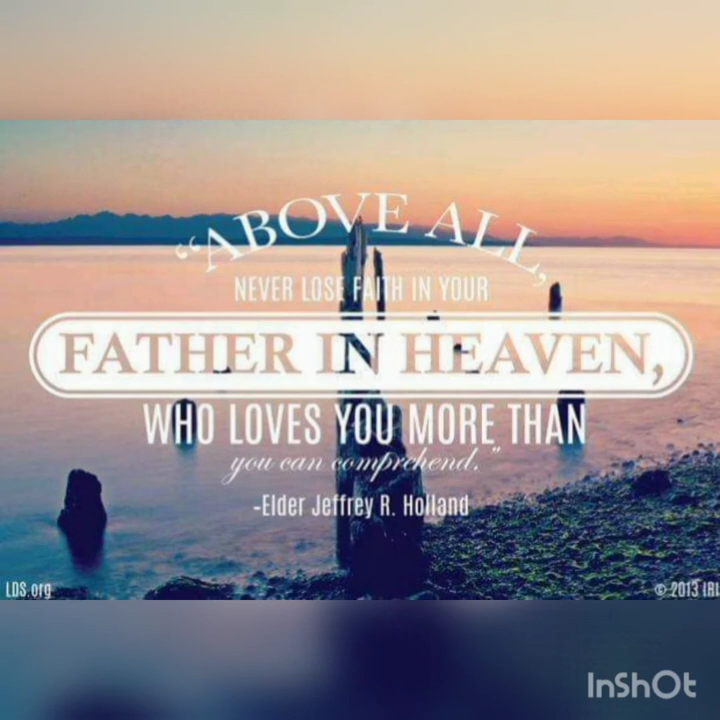 “ABOVE ALL,
NEVER LOSE FAITH IN YOUR
FATHER IN HEAVEN,
WHO LOVES YOU MORE THAN
you can comprehend.”
-Elder Jeffrey R. Holland
LDS.org
© 2013 IRI
InShOt